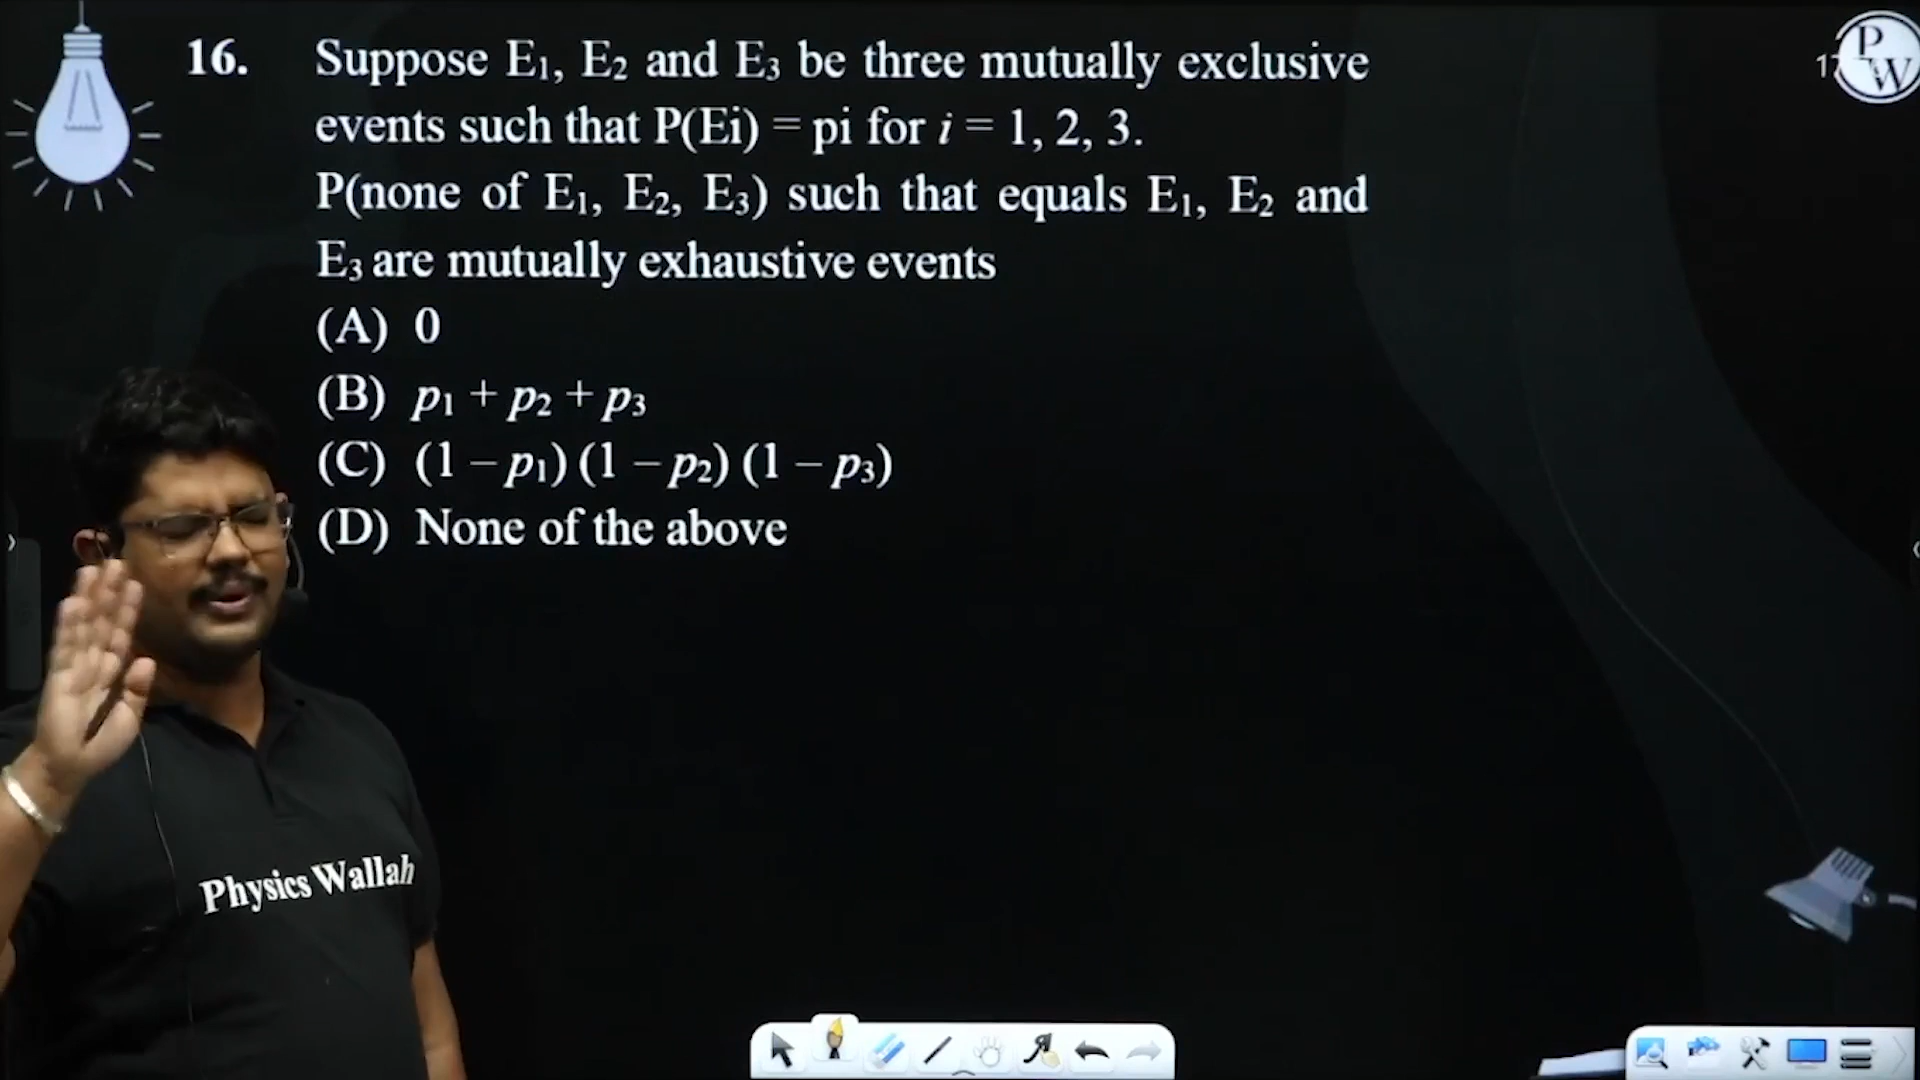 16. Suppose E₁, E₂ and E₃ be three mutually exclusive
events such that P(Ei) = pi for i = 1, 2, 3.
P(none of E₁, E₂, E₃) such that equals E₁, E₂ and
E₃ are mutually exhaustive events
(A) 0
(B) p₁ + p₂ + p₃
(C) (1 – p₁) (1 – p₂) (1 – p₃)
(D) None of the above
PW
Physics Wallah